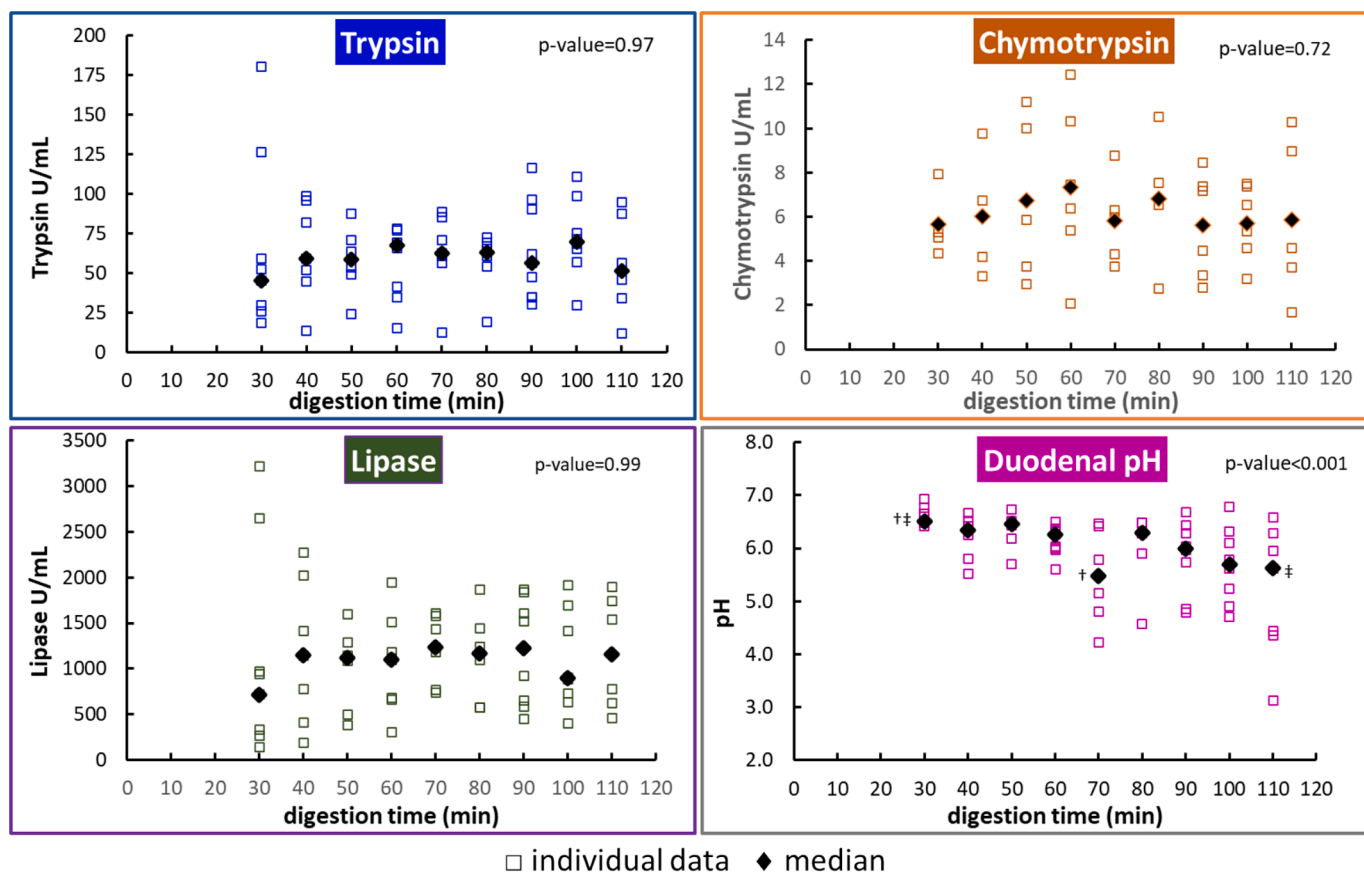 Trypsin
p-value=0.97
Trypsin U/mL
200
175
150
125
100
75
50
25
0
0 10 20 30 40 50 60 70 80 90 100 110 120
digestion time (min)
Chymotrypsin
p-value=0.72
Chymotrypsin U/mL
14
12
10
8
6
4
2
0
0 10 20 30 40 50 60 70 80 90 100 110 120
digestion time (min)
Lipase
p-value=0.99
Lipase U/mL
3500
3000
2500
2000
1500
1000
500
0
0 10 20 30 40 50 60 70 80 90 100 110 120
digestion time (min)
Duodenal pH
p-value<0.001
pH
8.0
7.0
6.0
5.0
4.0
3.0
2.0
†‡
†
‡
0 10 20 30 40 50 60 70 80 90 100 110 120
digestion time (min)
□ individual data ◆ median